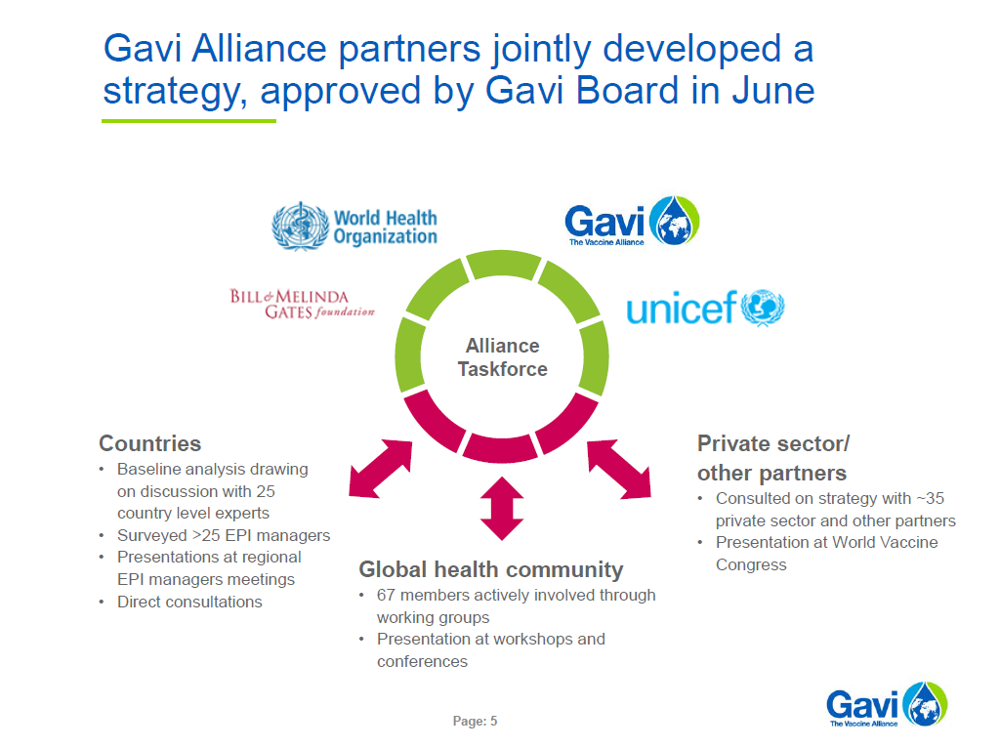 Gavi Alliance partners jointly developed a
strategy, approved by Gavi Board in June
World Health
Organization
Gavi
The Vaccine Alliance
BILL & MELINDA
GATES foundation
unicef
Alliance
Taskforce
Countries
• Baseline analysis drawing
on discussion with 25
country level experts
• Surveyed >25 EPI managers
• Presentations at regional
EPI managers meetings
• Direct consultations
Global health community
• 67 members actively involved through
working groups
• Presentation at workshops and
conferences
Private sector/
other partners
• Consulted on strategy with ~35
private sector and other partners
• Presentation at World Vaccine
Congress
Page: 5
Gavi
The Vaccine Alliance